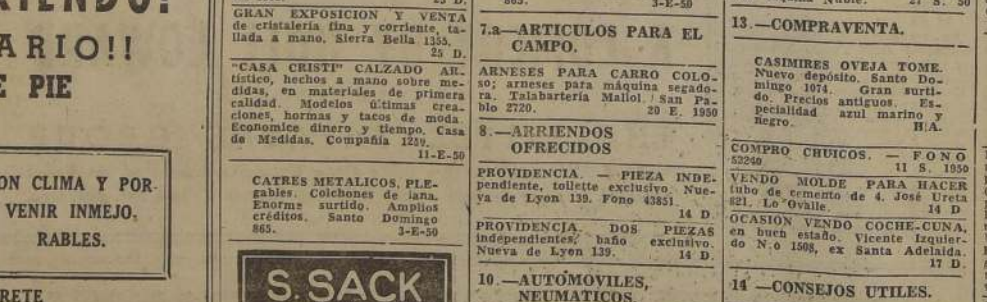 ARIO!!
E PIE
ON CLIMA Y POR-
VENIR INMEJO.
RABLES.
RETE
25 D.
GRAN EXPOSICION Y VENTA
de cristalería fina y corriente, ta-
llada a mano. Sierra Bella 1355.
25 D.
"CASA CRISTI" CALZADO AR-
tístico, hechos a mano sobre me-
didas, en materiales de primera
calidad. Modelos últimas crea-
ciones, hormas y tacos de moda.
Economice dinero y tiempo. Casa
de Medidas. Compañía 1259.
11-E-50
CATRES METALICOS. PLE-
gables. Colchones de lana.
Enorme surtido. Amplios
créditos. Santo Domingo
865. 3-E-50
S. SACK
865. 3-E-50
7.a—ARTICULOS PARA EL
CAMPO.
ARNESES PARA CARRO COLO-
so; arneses para máquina segado-
ra. Talabartería Mallol. San Pa-
blo 2720. 20 E. 1950
8.—ARRIENDOS
OFRECIDOS
PROVIDENCIA. — PIEZA INDE-
pendiente, toilette exclusivo. Nue-
va de Lyon 139. Fono 43851.
14 D.
PROVIDENCIA. DOS PIEZAS
independientes, baño exclusivo.
Nueva de Lyon 139. 14 D.
10.—AUTOMOVILES,
NEUMATICOS
Ñuble. 27 S. 50
13.—COMPRAVENTA.
CASIMIRES OVEJA TOME.
Nuevo depósito. Santo Do-
mingo 1074. Gran surti-
do. Precios antiguos. Es-
pecialidad azul marino y
negro. H|A.
COMPRO CHUICOS. — FONO
53240 11 S. 1950
VENDO MOLDE PARA HACER
tubo de cemento de 4. José Ureta
821. Lo Ovalle. 14 D
OCASION VENDO COCHE-CUNA,
en buen estado. Vicente Izquier-
do N.o 1508, ex Santa Adelaida.
17 D.
14 —CONSEJOS UTILES.